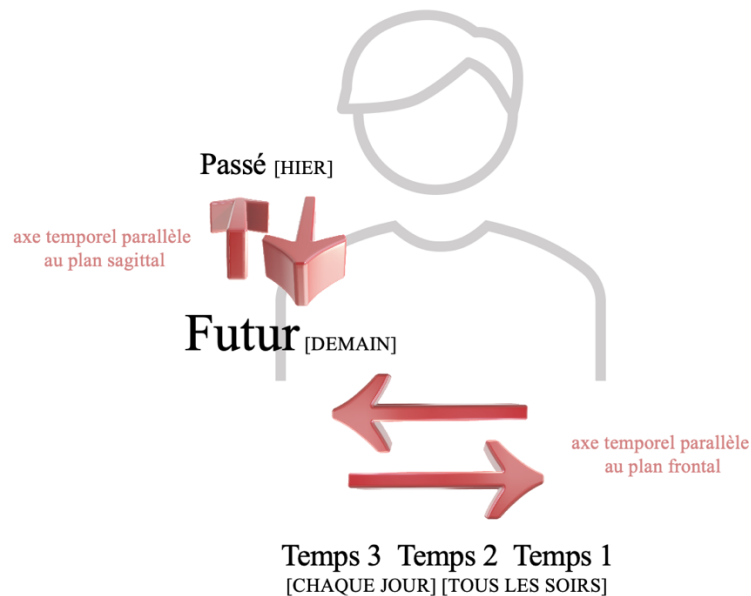 Passé [HIER]
axe temporel parallèle
au plan sagittal
Futur [DEMAIN]
axe temporel parallèle
au plan frontal
Temps 3 Temps 2 Temps 1
[CHAQUE JOUR] [TOUS LES SOIRS]